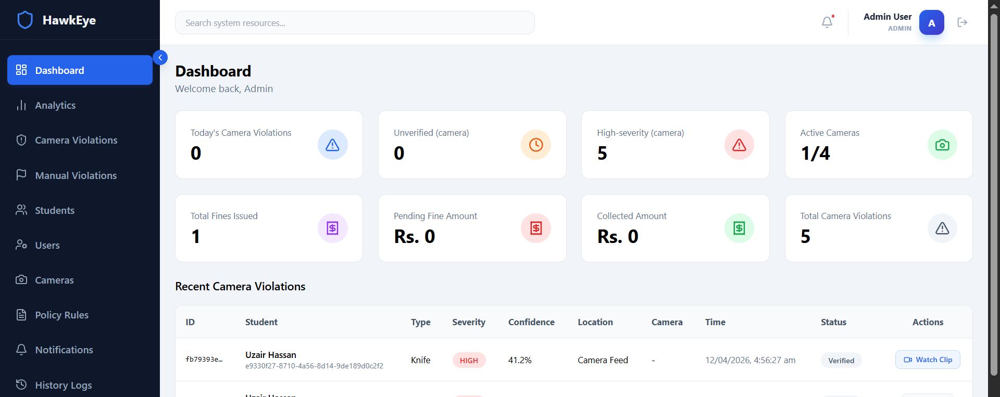 HawkEye
Search system resources...
Admin User
ADMIN
A
Dashboard
Analytics
Camera Violations
Manual Violations
Students
Users
Cameras
Policy Rules
Notifications
History Logs
Dashboard
Welcome back, Admin
Today's Camera Violations
0
Unverified (camera)
0
High-severity (camera)
5
Active Cameras
1/4
Total Fines Issued
1
Pending Fine Amount
Rs. 0
Collected Amount
Rs. 0
Total Camera Violations
5
Recent Camera Violations
ID Student Type Severity Confidence Location Camera Time Status Actions
fb79393e… Uzair Hassan Knife HIGH 41.2% Camera Feed - 12/04/2026, 4:56:27 am Verified Watch Clip
e9330f27-8710-4a56-8d14-9de189d0c2f2